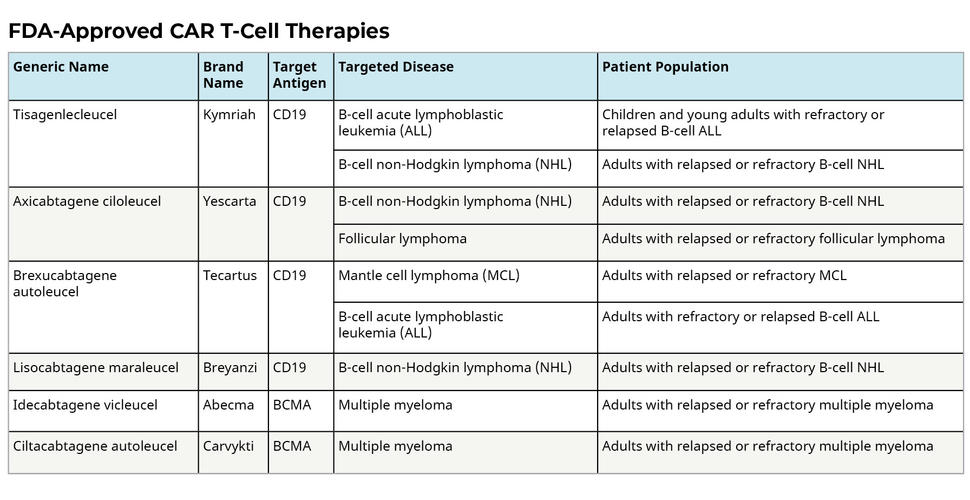 FDA-Approved CAR T-Cell Therapies
Generic Name Brand Name Target Antigen Targeted Disease Patient Population
Tisagenlecleucel Kymriah CD19 B-cell acute lymphoblastic leukemia (ALL) Children and young adults with refractory or relapsed B-cell ALL
B-cell non-Hodgkin lymphoma (NHL) Adults with relapsed or refractory B-cell NHL
Axicabtagene ciloleucel Yescarta CD19 B-cell non-Hodgkin lymphoma (NHL) Adults with relapsed or refractory B-cell NHL
Follicular lymphoma Adults with relapsed or refractory follicular lymphoma
Brexucabtagene autoleucel Tecartus CD19 Mantle cell lymphoma (MCL) Adults with relapsed or refractory MCL
B-cell acute lymphoblastic leukemia (ALL) Adults with refractory or relapsed B-cell ALL
Lisocabtagene maraleucel Breyanzi CD19 B-cell non-Hodgkin lymphoma (NHL) Adults with relapsed or refractory B-cell NHL
Idecabtagene vicleucel Abecma BCMA Multiple myeloma Adults with relapsed or refractory multiple myeloma
Ciltacabtagene autoleucel Carvykti BCMA Multiple myeloma Adults with relapsed or refractory multiple myeloma